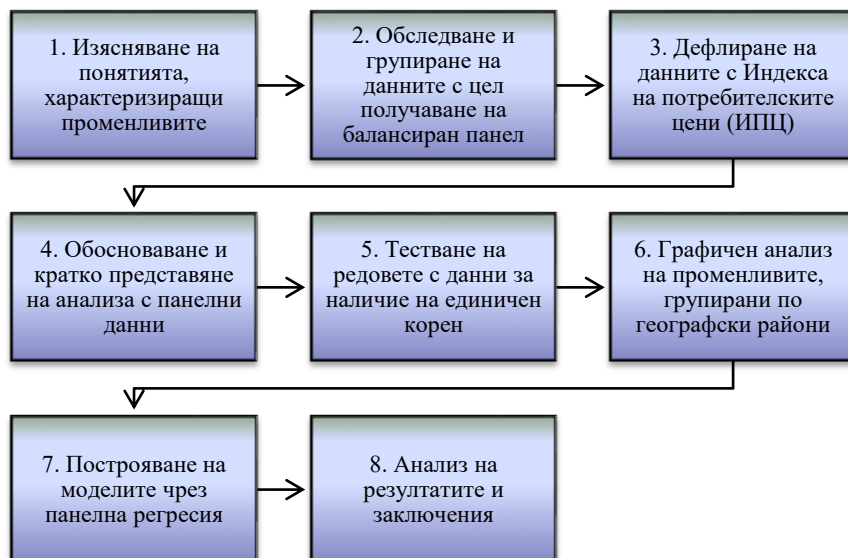 1. Изясняване на
понятията,
характеризиращи
променливите
2. Обследване и
групиране на
данните с цел
получаване на
балансиран панел
3. Дефлиране на
данните с Индекса
на потребителските
цени (ИПЦ)
4. Обосноваване и
кратко представяне
на анализа с панелни
данни
5. Тестване на
редовете с данни за
наличие на единичен
корен
6. Графичен анализ
на променливите,
групирани по
географски райони
7. Построяване на
моделите чрез
панелна регресия
8. Анализ на
резултатите и
заключения